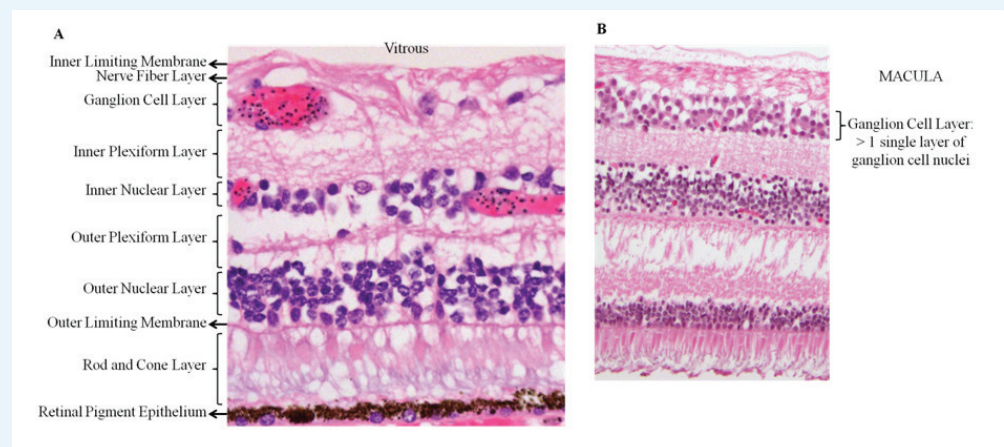 A
Vitrous
Inner Limiting Membrane
Nerve Fiber Layer
Ganglion Cell Layer
Inner Plexiform Layer
Inner Nuclear Layer
Outer Plexiform Layer
Outer Nuclear Layer
Outer Limiting Membrane
Rod and Cone Layer
Retinal Pigment Epithelium
B
MACULA
Ganglion Cell Layer:
> 1 single layer of
ganglion cell nuclei